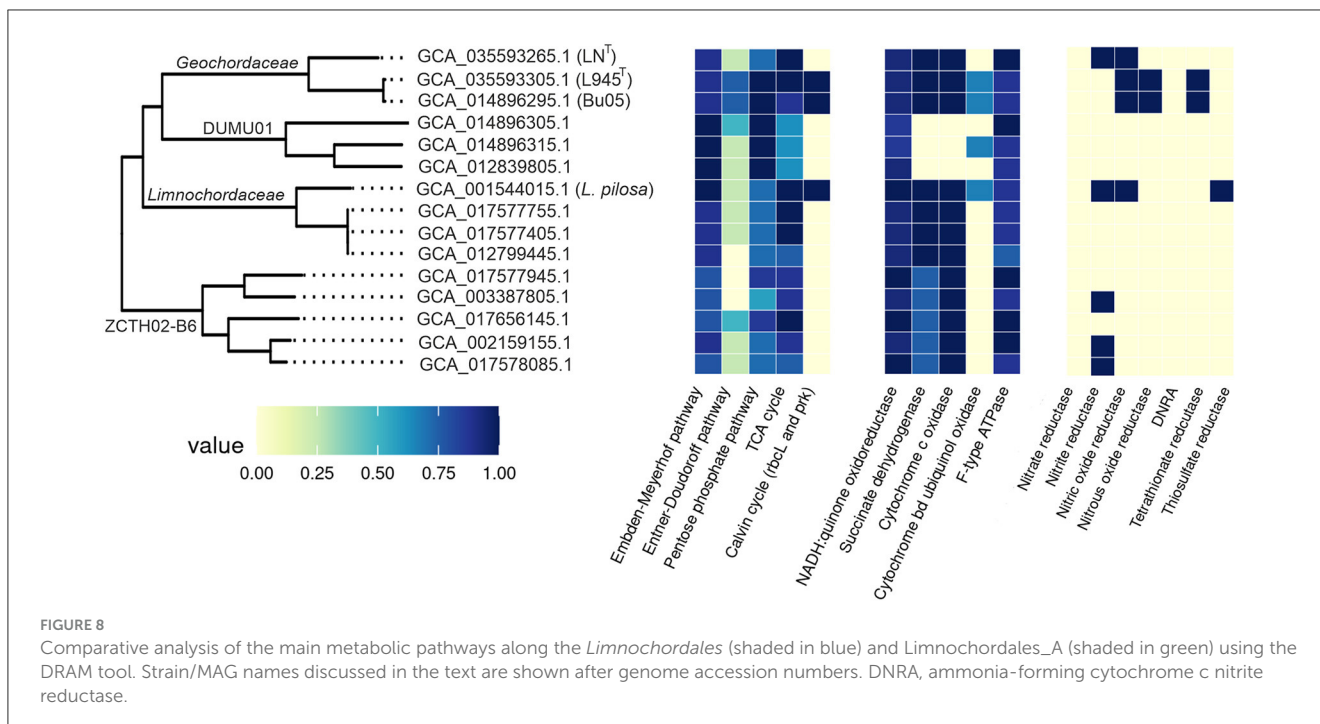 Geochordaceae
GCA_035593265.1 (LNT)
GCA_035593305.1 (L945T)
GCA_014896295.1 (Bu05)
DUMU01
GCA_014896305.1
GCA_014896315.1
GCA_012839805.1
Limnochordaceae
GCA_001544015.1 (L. pilosa)
GCA_017577755.1
GCA_017577405.1
GCA_012799445.1
GCA_017577945.1
GCA_003387805.1
ZCTH02-B6
GCA_017656145.1
GCA_002159155.1
GCA_017578085.1
value
0.00 0.25 0.50 0.75 1.00
Embden-Meyerhof pathway
Entner-Doudoroff pathway
Pentose phosphate pathway
TCA cycle
Calvin cycle (rbcL and prk)
NADH:quinone oxidoreductase
Succinate dehydrogenase
Cytochrome c oxidase
Cytochrome bd ubiquinol oxidase
F-type ATPase
Nitrate reductase
Nitrite reductase
Nitric oxide reductase
Nitrous oxide reductase
DNRA
Tetrathionate redcutase
Thiosulfate reductase
FIGURE 8
Comparative analysis of the main metabolic pathways along the Limnochordales (shaded in blue) and Limnochordales_A (shaded in green) using the
DRAM tool. Strain/MAG names discussed in the text are shown after genome accession numbers. DNRA, ammonia-forming cytochrome c nitrite
reductase.